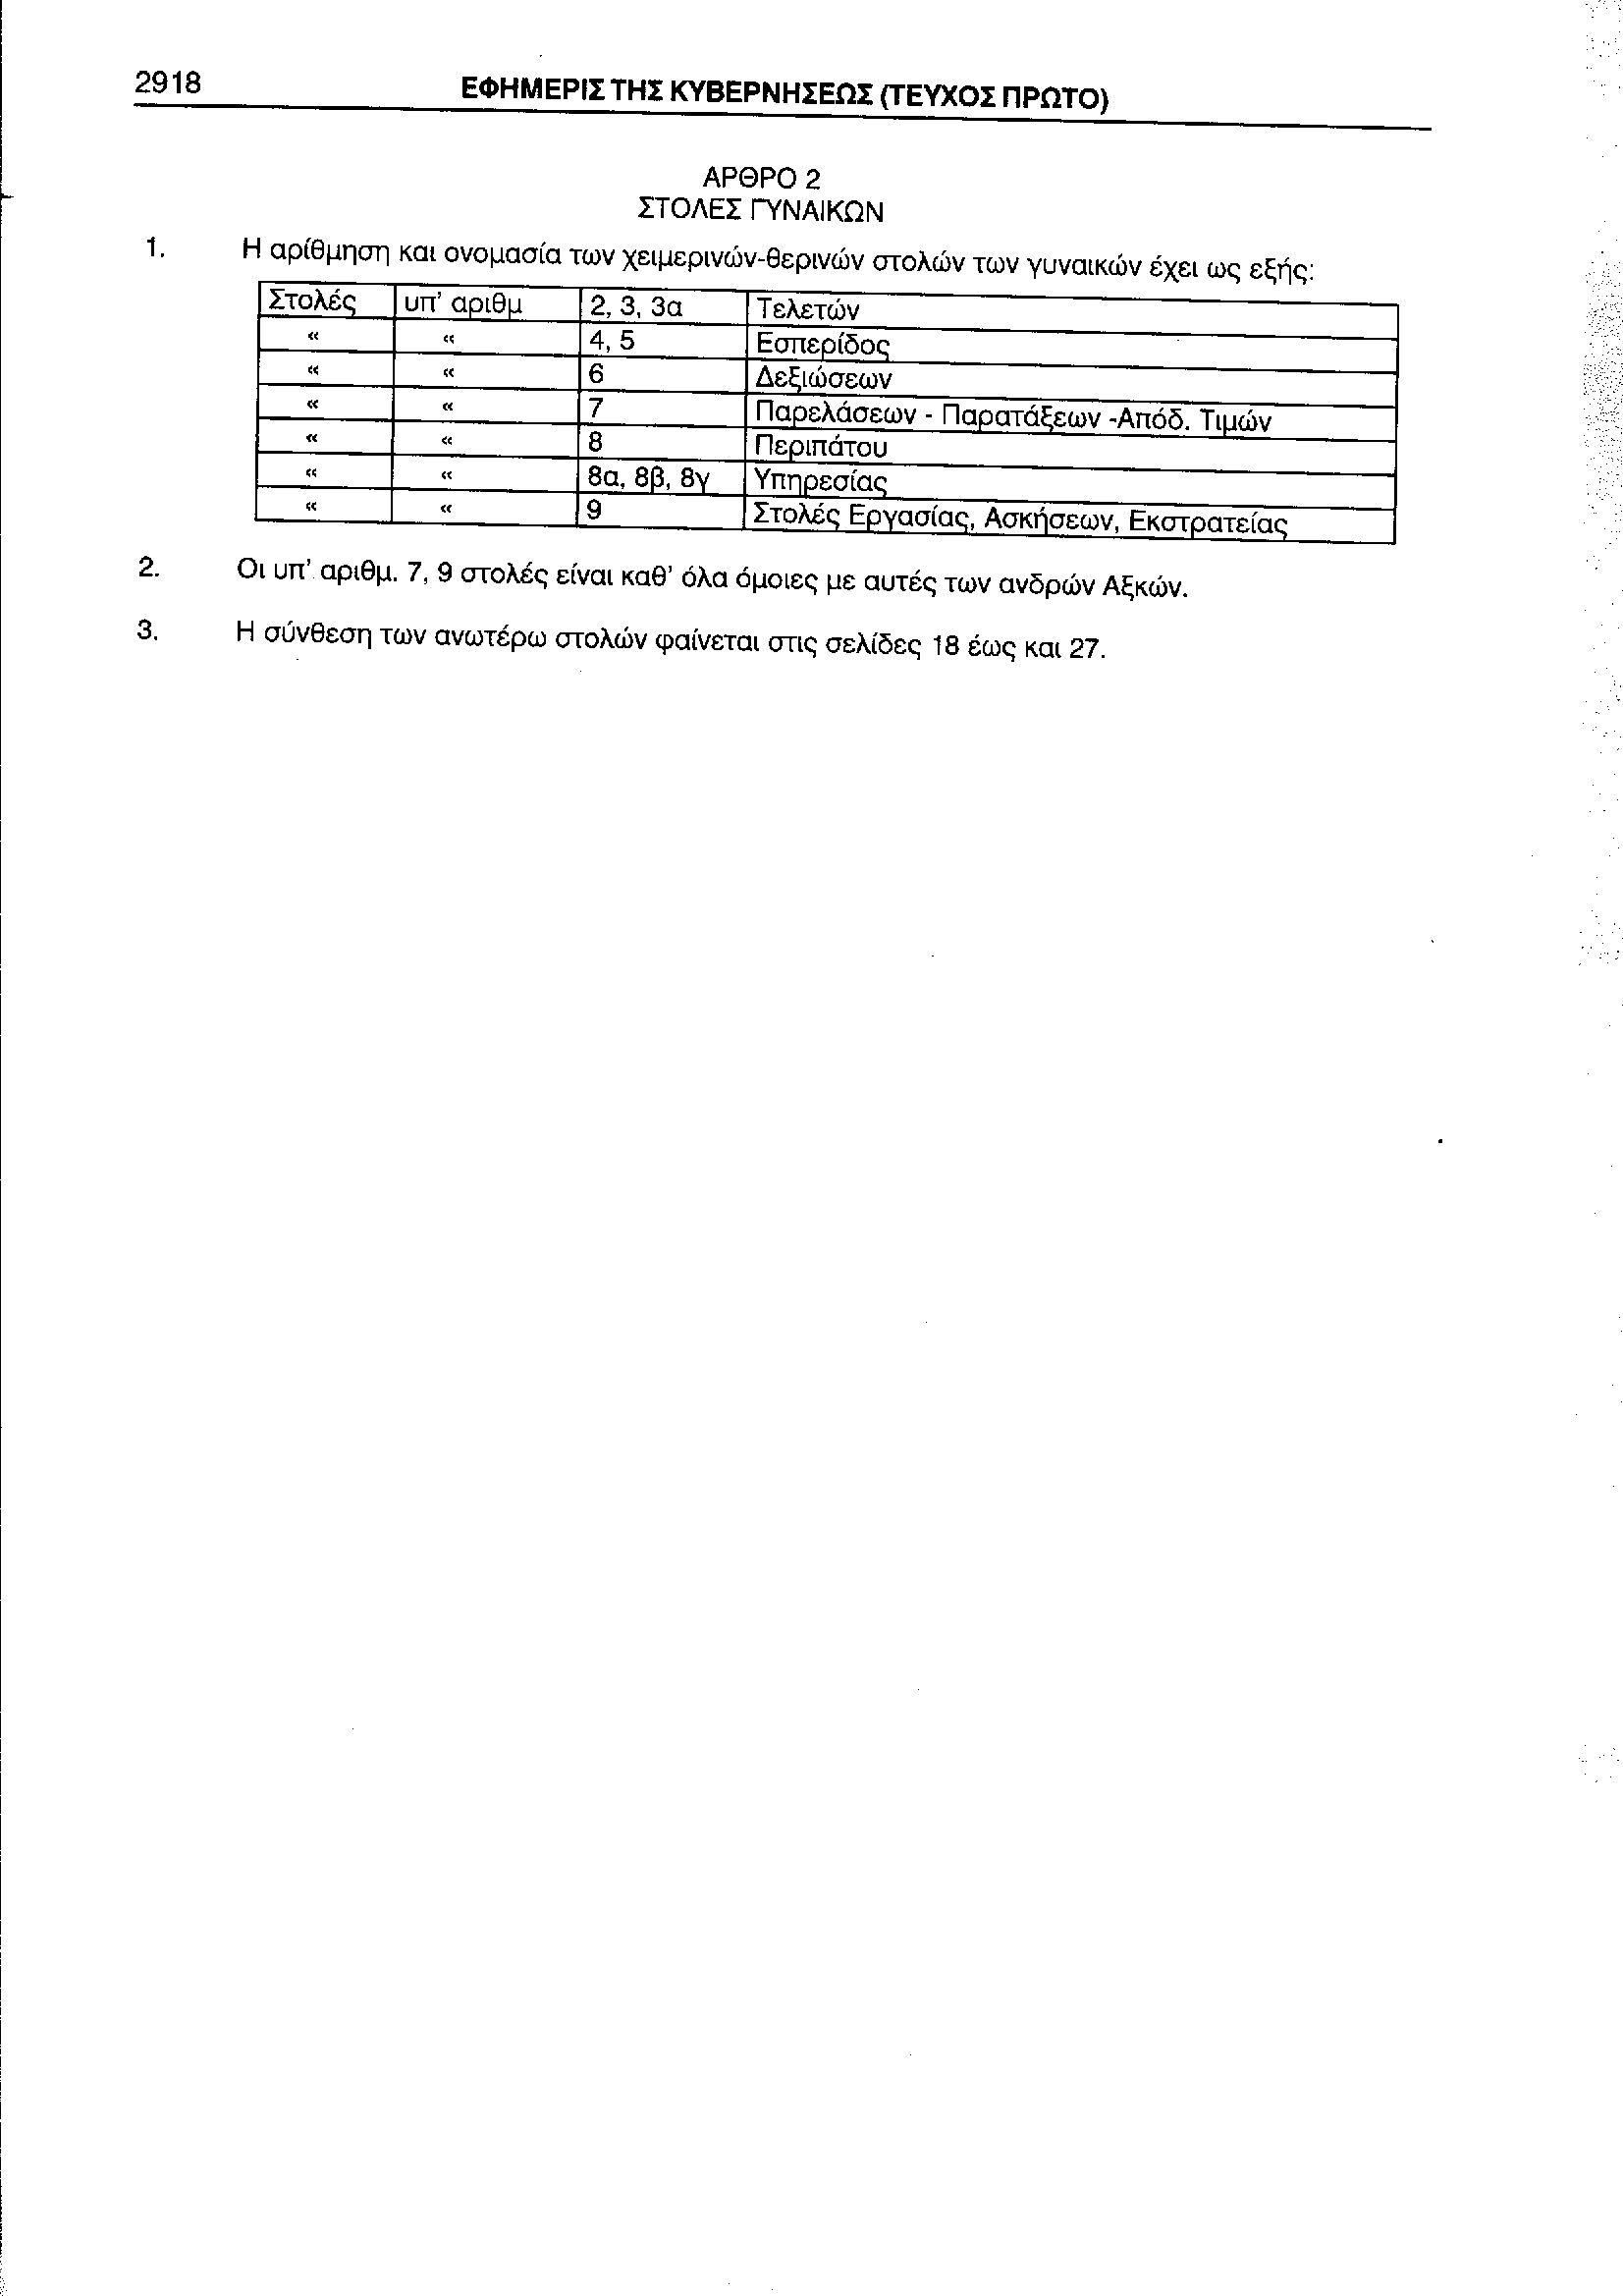 2918
ΕΦΗΜΕΡΙΣ ΤΗΣ ΚΥΒΕΡΝΗΣΕΩΣ (ΤΕΥΧΟΣ ΠΡΩΤΟ)
ΑΡΘΡΟ 2
ΣΤΟΛΕΣ ΓΥΝΑΙΚΩΝ
1. Η αρίθμηση και ονομασία των χειμερινών-θερινών στολών των γυναικών έχει ως εξής:
Στολές υπ' αριθμ 2, 3, 3α Τελετών
« « 4, 5 Εσπερίδος
« « 6 Δεξιώσεων
« « 7 Παρελάσεων - Παρατάξεων -Απόδ. Τιμών
« « 8 Περιπάτου
« « 8α, 8β, 8γ Υπηρεσίας
« « 9 Στολές Εργασίας, Ασκήσεων, Εκστρατείας
2. Οι υπ' αριθμ. 7, 9 στολές είναι καθ' όλα όμοιες με αυτές των ανδρών Αξκών.
3. Η σύνθεση των ανωτέρω στολών φαίνεται στις σελίδες 18 έως και 27.